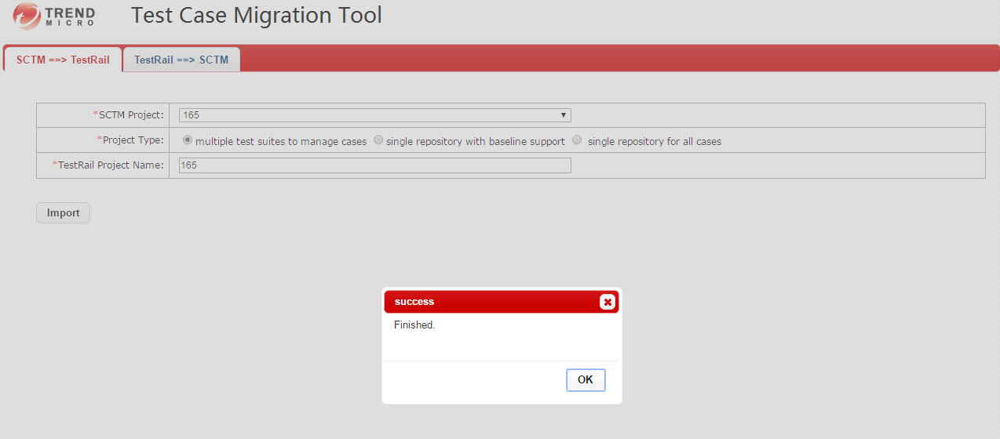 TREND
MICRO
Test Case Migration Tool
SCTM ==> TestRail TestRail ==> SCTM
*SCTM Project: 165
*Project Type: multiple test suites to manage cases single repository with baseline support single repository for all cases
*TestRail Project Name: 165
Import
success
Finished.
OK